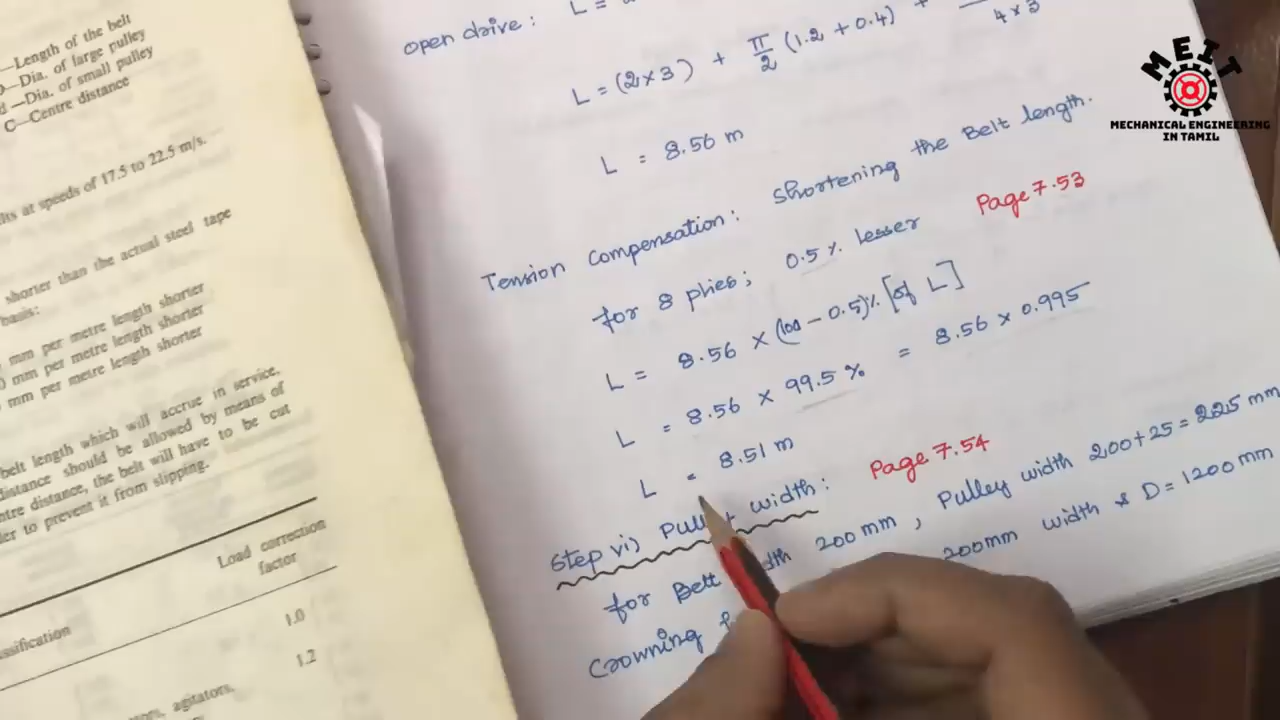 —Length of the belt
—Dia. of large pulley
d —Dia. of small pulley
C—Centre distance
at speeds of 17.5 to 22.5 m/s.
shorter than the actual steel tape
basis:
mm per metre length shorter
mm per metre length shorter
mm per metre length shorter
belt length which will accrue in service,
distance should be allowed by means of
distance, the belt will have to be cut
to prevent it from slipping.
Load correction
factor
1.0
1.2
agitators,
open drive : L =
L = (2 x 3) + π/2 (1.2 + 0.4) +
4 x 3
L = 8.56 m
Tension Compensation: Shortening the Belt length.
for 8 plies; 0.5 % lesser Page 7.53
L = 8.56 x (100 - 0.5)% [of L]
L = 8.56 x 99.5 % = 8.56 x 0.995
L = 8.51 m
Step vi) width : Page 7.54
for Belt 200 mm , Pulley width 200 + 25 = 225 mm
Crowning 200mm width & D = 1200 mm
MEIT
MECHANICAL ENGINEERING
IN TAMIL